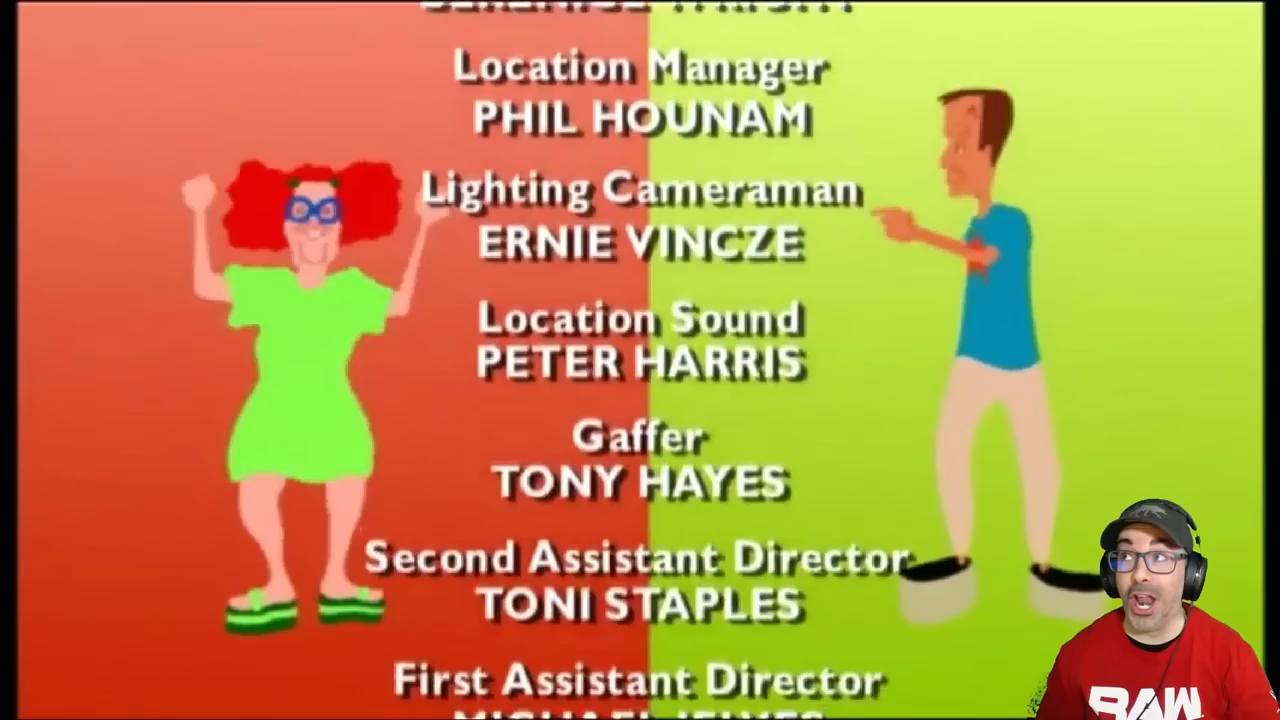 Location Manager
PHIL HOUNAM
Lighting Cameraman
ERNIE VINCZE
Location Sound
PETER HARRIS
Gaffer
TONY HAYES
Second Assistant Director
TONI STAPLES
First Assistant Director
RAW